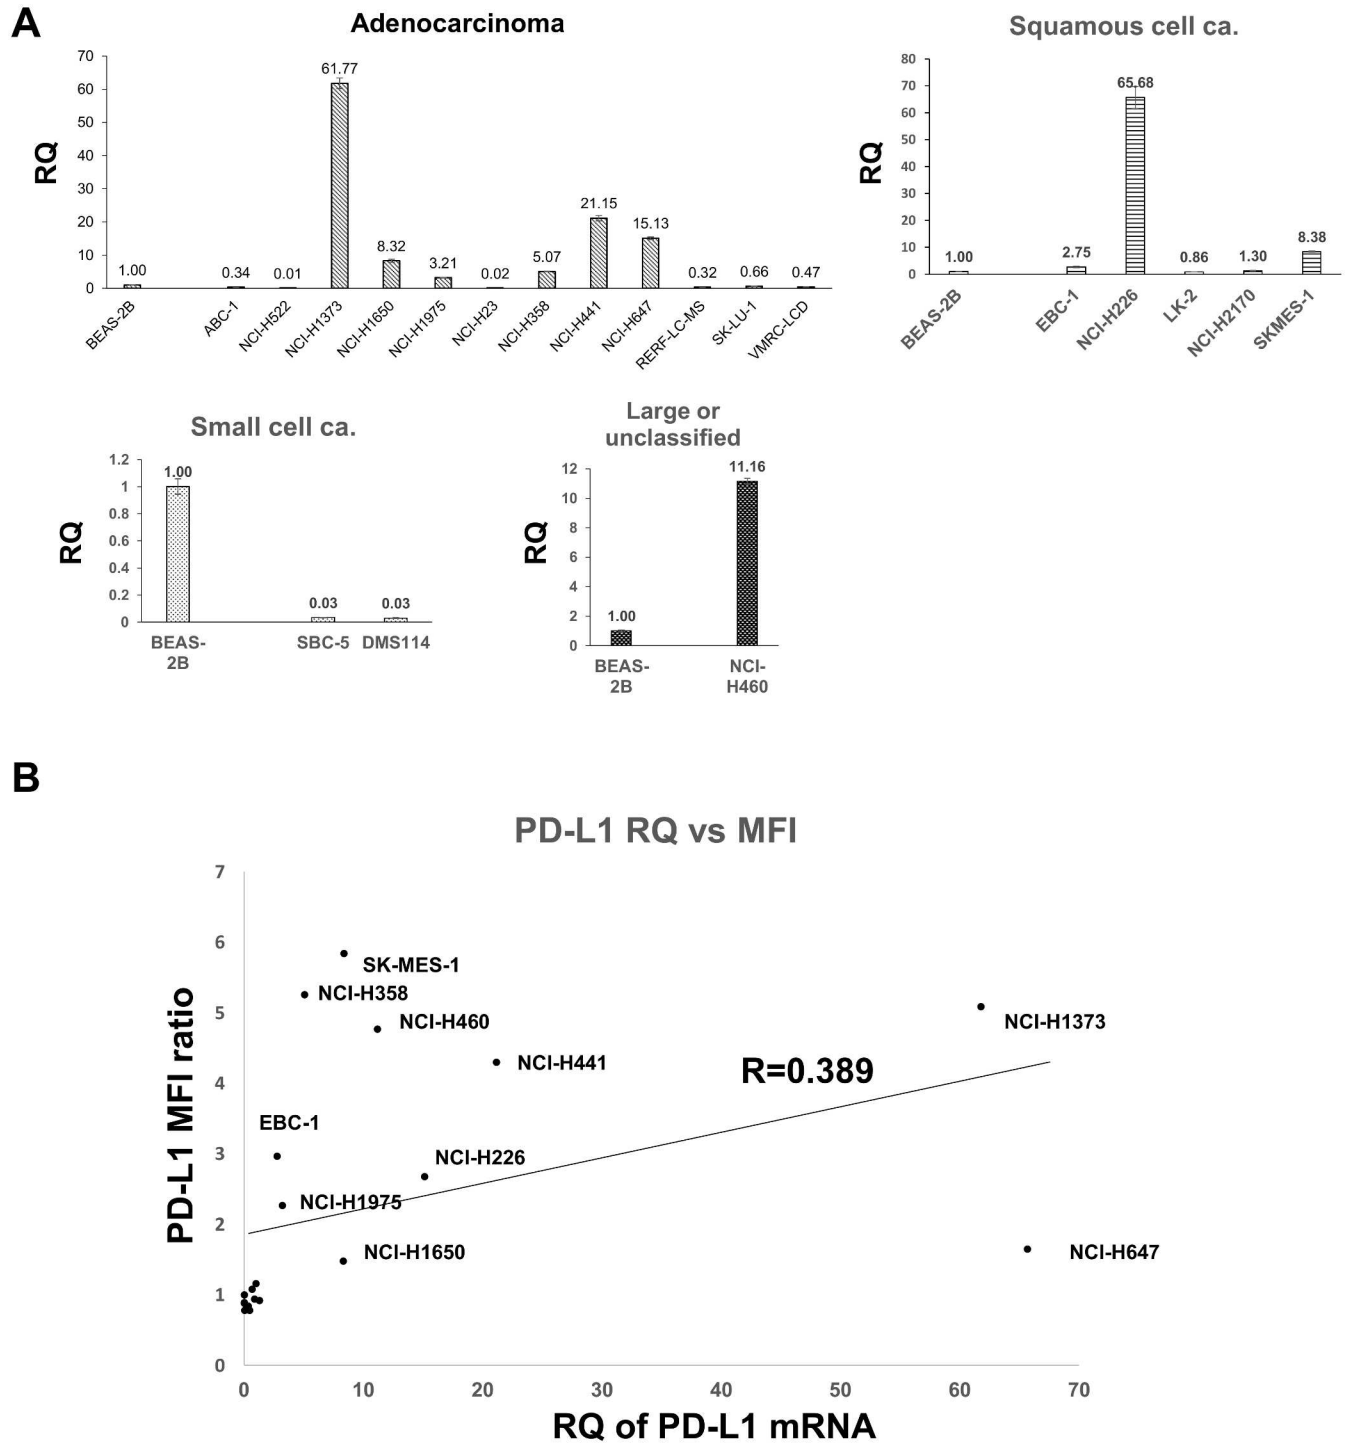 A
Adenocarcinoma
RQ
70
60
50
40
30
20
10
0
1.00
0.34
0.01
61.77
8.32
3.21
0.02
5.07
21.15
15.13
0.32
0.66
0.47
BEAS-2B
ABC-1
NCI-H522
NCI-H1373
NCI-H1650
NCI-H1975
NCI-H23
NCI-H358
NCI-H441
NCI-H647
RERF-LC-MS
SK-LU-1
VMRC-LCD
Squamous cell ca.
RQ
80
70
60
50
40
30
20
10
0
1.00
2.75
65.68
0.86
1.30
8.38
BEAS-2B
EBC-1
NCI-H226
LK-2
NCI-H2170
SKMES-1
Small cell ca.
RQ
1.2
1
0.8
0.6
0.4
0.2
0
1.00
0.03
0.03
BEAS-
2B
SBC-5
DMS114
Large or
unclassified
RQ
12
10
8
6
4
2
0
1.00
11.16
BEAS-
2B
NCI-
H460
B
PD-L1 RQ vs MFI
PD-L1 MFI ratio
7
6
5
4
3
2
1
0
SK-MES-1
NCI-H358
NCI-H460
NCI-H1373
NCI-H441
R=0.389
EBC-1
NCI-H226
NCI-H1975
NCI-H1650
NCI-H647
0
10
20
30
40
50
60
70
RQ of PD-L1 mRNA